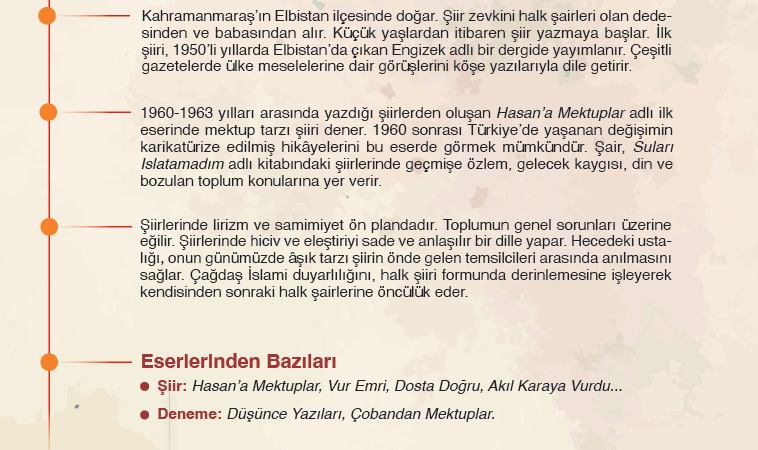 Kahramanmaraş'ın Elbistan ilçesinde doğar. Şiir zevkini halk şairleri olan dede-
sinden ve babasından alır. Küçük yaşlardan itibaren şiir yazmaya başlar. İlk
şiiri, 1950'li yıllarda Elbistan'da çıkan Engizek adlı bir dergide yayımlanır. Çeşitli
gazetelerde ülke meselelerine dair görüşlerini köşe yazılarıyla dile getirir.
1960-1963 yılları arasında yazdığı şiirlerden oluşan Hasan'a Mektuplar adlı ilk
eserinde mektup tarzı şiiri dener. 1960 sonrası Türkiye'de yaşanan değişimin
karikatürize edilmiş hikâyelerini bu eserde görmek mümkündür. Şair, Suları
Islatamadım adlı kitabındaki şiirlerinde geçmişe özlem, gelecek kaygısı, din ve
bozulan toplum konularına yer verir.
Şiirlerinde lirizm ve samimiyet ön plandadır. Toplumun genel sorunları üzerine
eğilir. Şiirlerinde hiciv ve eleştiriyi sade ve anlaşılır bir dille yapar. Hecedeki usta-
lığı, onun günümüzde âşık tarzı şiirin önde gelen temsilcileri arasında anılmasını
sağlar. Çağdaş İslami duyarlılığını, halk şiiri formunda derinlemesine işleyerek
kendisinden sonraki halk şairlerine öncülük eder.
Eserlerinden Bazıları
● Şiir: Hasan'a Mektuplar, Vur Emri, Dosta Doğru, Akıl Karaya Vurdu...
● Deneme: Düşünce Yazıları, Çobandan Mektuplar.